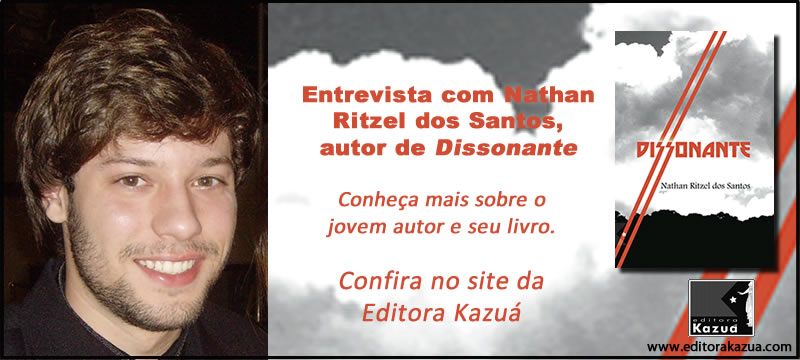 Entrevista com Nathan
Ritzel dos Santos,
autor de Dissonante
Conheça mais sobre o
jovem autor e seu livro.
Confira no site da
Editora Kazuá
DISSONANTE
Nathan Ritzel dos Santos
editora
Kazuá
www.editorakazua.com